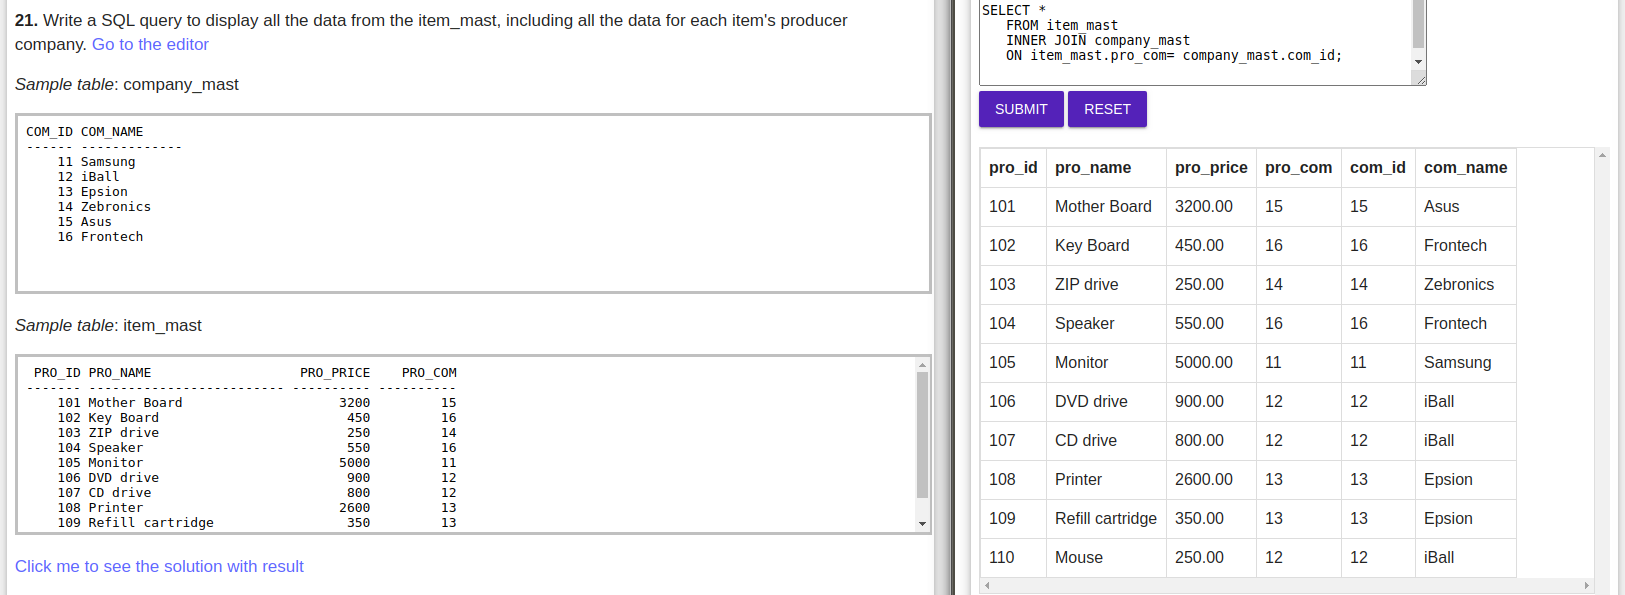 21. Write a SQL query to display all the data from the item_mast, including all the data for each item's producer
company. Go to the editor
Sample table: company_mast
COM_ID COM_NAME
------ -------------
11 Samsung
12 iBall
13 Epsion
14 Zebronics
15 Asus
16 Frontech
Sample table: item_mast
PRO_ID PRO_NAME PRO_PRICE PRO_COM
------- ------------------------- ---------- ----------
101 Mother Board 3200 15
102 Key Board 450 16
103 ZIP drive 250 14
104 Speaker 550 16
105 Monitor 5000 11
106 DVD drive 900 12
107 CD drive 800 12
108 Printer 2600 13
109 Refill cartridge 350 13
Click me to see the solution with result
SELECT *
FROM item_mast
INNER JOIN company_mast
ON item_mast.pro_com= company_mast.com_id;
SUBMIT RESET
pro_id pro_name pro_price pro_com com_id com_name
101 Mother Board 3200.00 15 15 Asus
102 Key Board 450.00 16 16 Frontech
103 ZIP drive 250.00 14 14 Zebronics
104 Speaker 550.00 16 16 Frontech
105 Monitor 5000.00 11 11 Samsung
106 DVD drive 900.00 12 12 iBall
107 CD drive 800.00 12 12 iBall
108 Printer 2600.00 13 13 Epsion
109 Refill cartridge 350.00 13 13 Epsion
110 Mouse 250.00 12 12 iBall